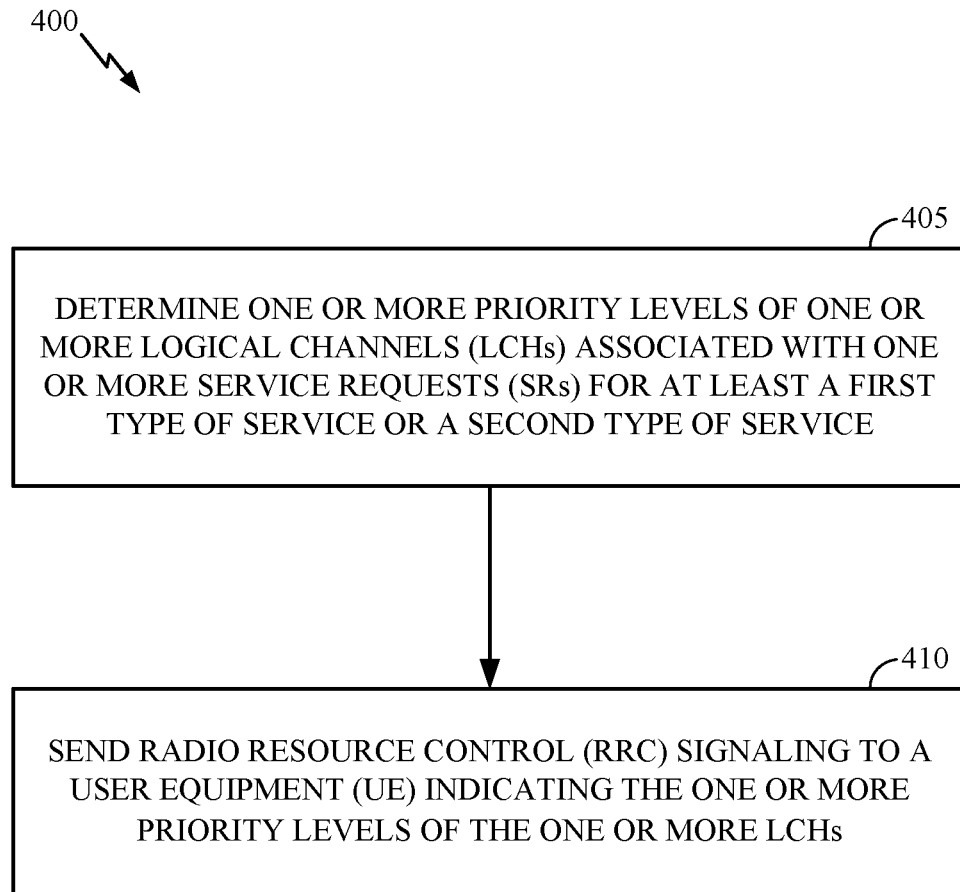 400
405
DETERMINE ONE OR MORE PRIORITY LEVELS OF ONE OR
MORE LOGICAL CHANNELS (LCHs) ASSOCIATED WITH ONE
OR MORE SERVICE REQUESTS (SRs) FOR AT LEAST A FIRST
TYPE OF SERVICE OR A SECOND TYPE OF SERVICE
410
SEND RADIO RESOURCE CONTROL (RRC) SIGNALING TO A
USER EQUIPMENT (UE) INDICATING THE ONE OR MORE
PRIORITY LEVELS OF THE ONE OR MORE LCHs